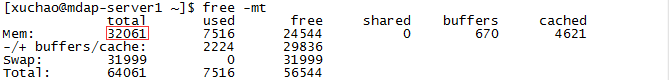 [xuchao@mdap-server1 ~]$ free -mt
total used free shared buffers cached
Mem: 32061 7516 24544 0 670 4621
-/+ buffers/cache: 2224 29836
Swap: 31999 0 31999
Total: 64061 7516 56544